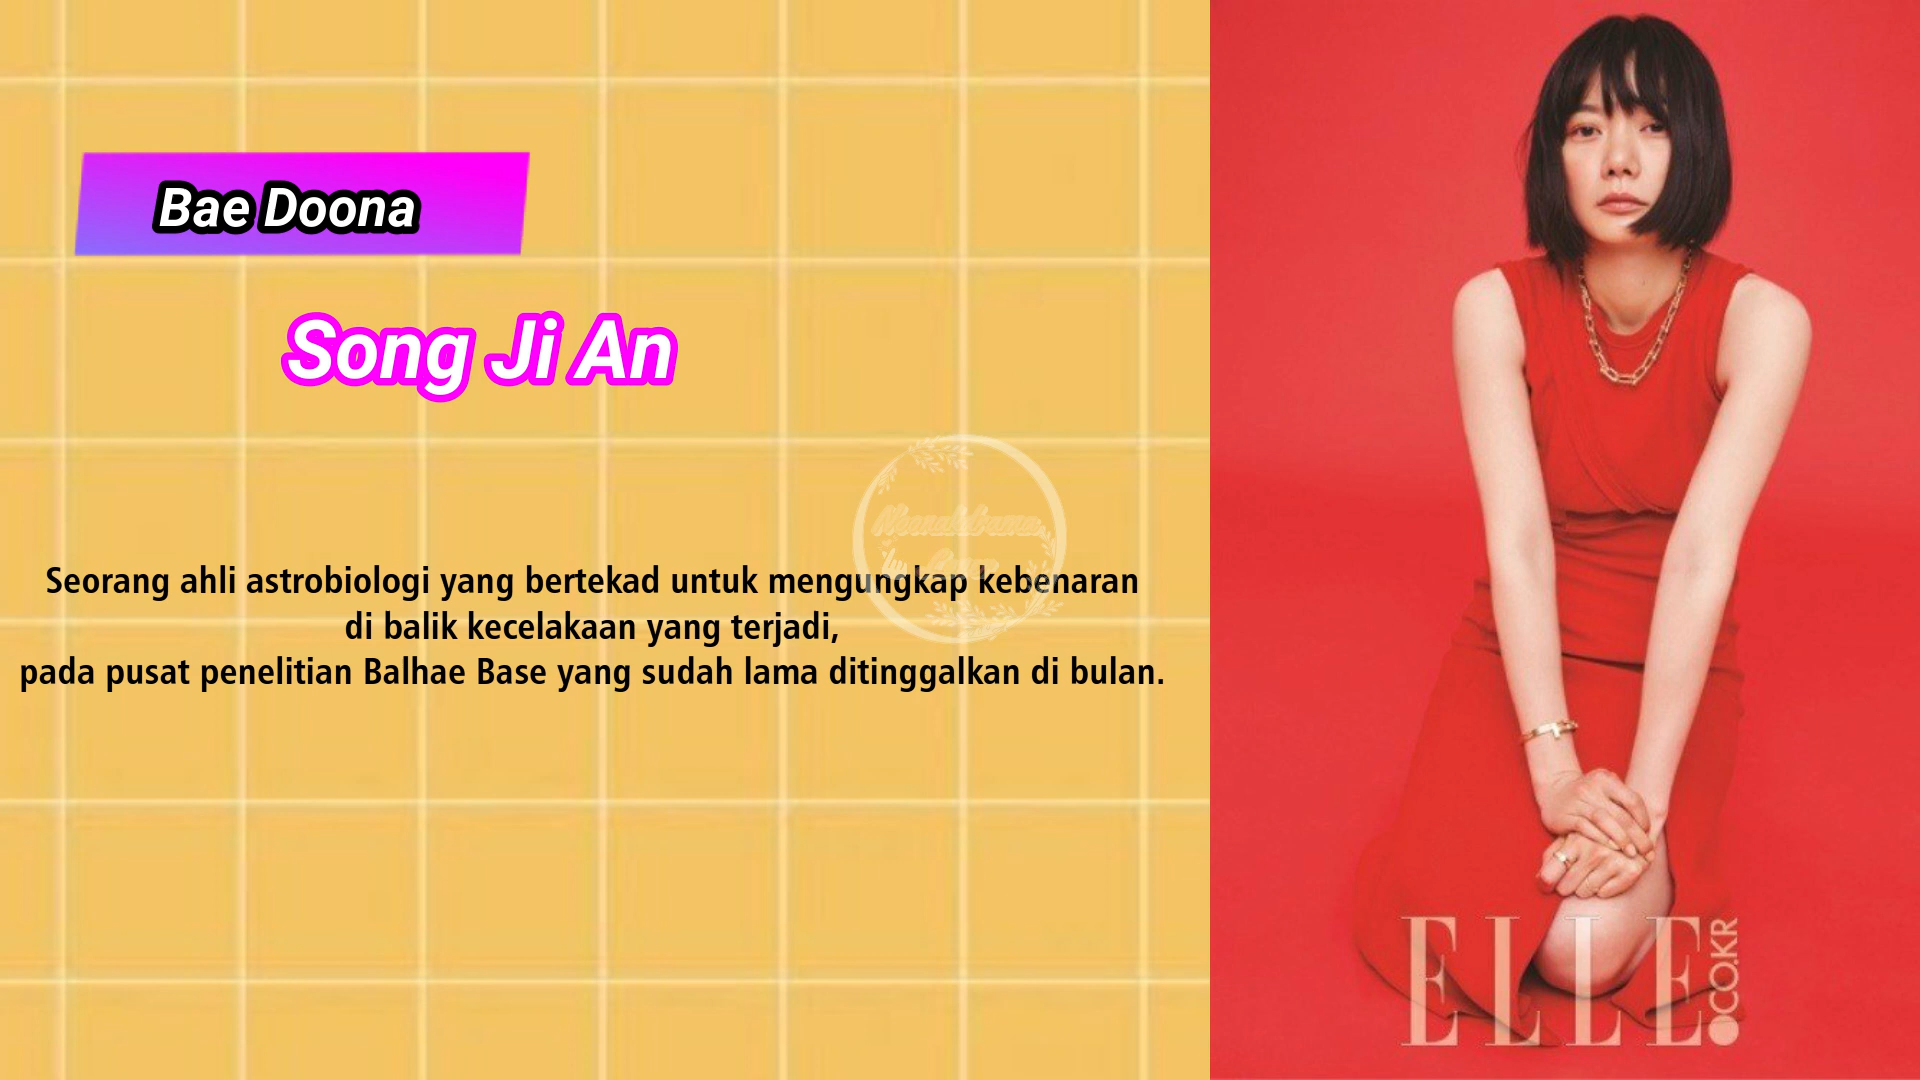 Bae Doona
Song Ji An
Seorang ahli astrobiologi yang bertekad untuk mengungkap kebenaran
di balik kecelakaan yang terjadi,
pada pusat penelitian Balhae Base yang sudah lama ditinggalkan di bulan.
ELLE
.CO.KR